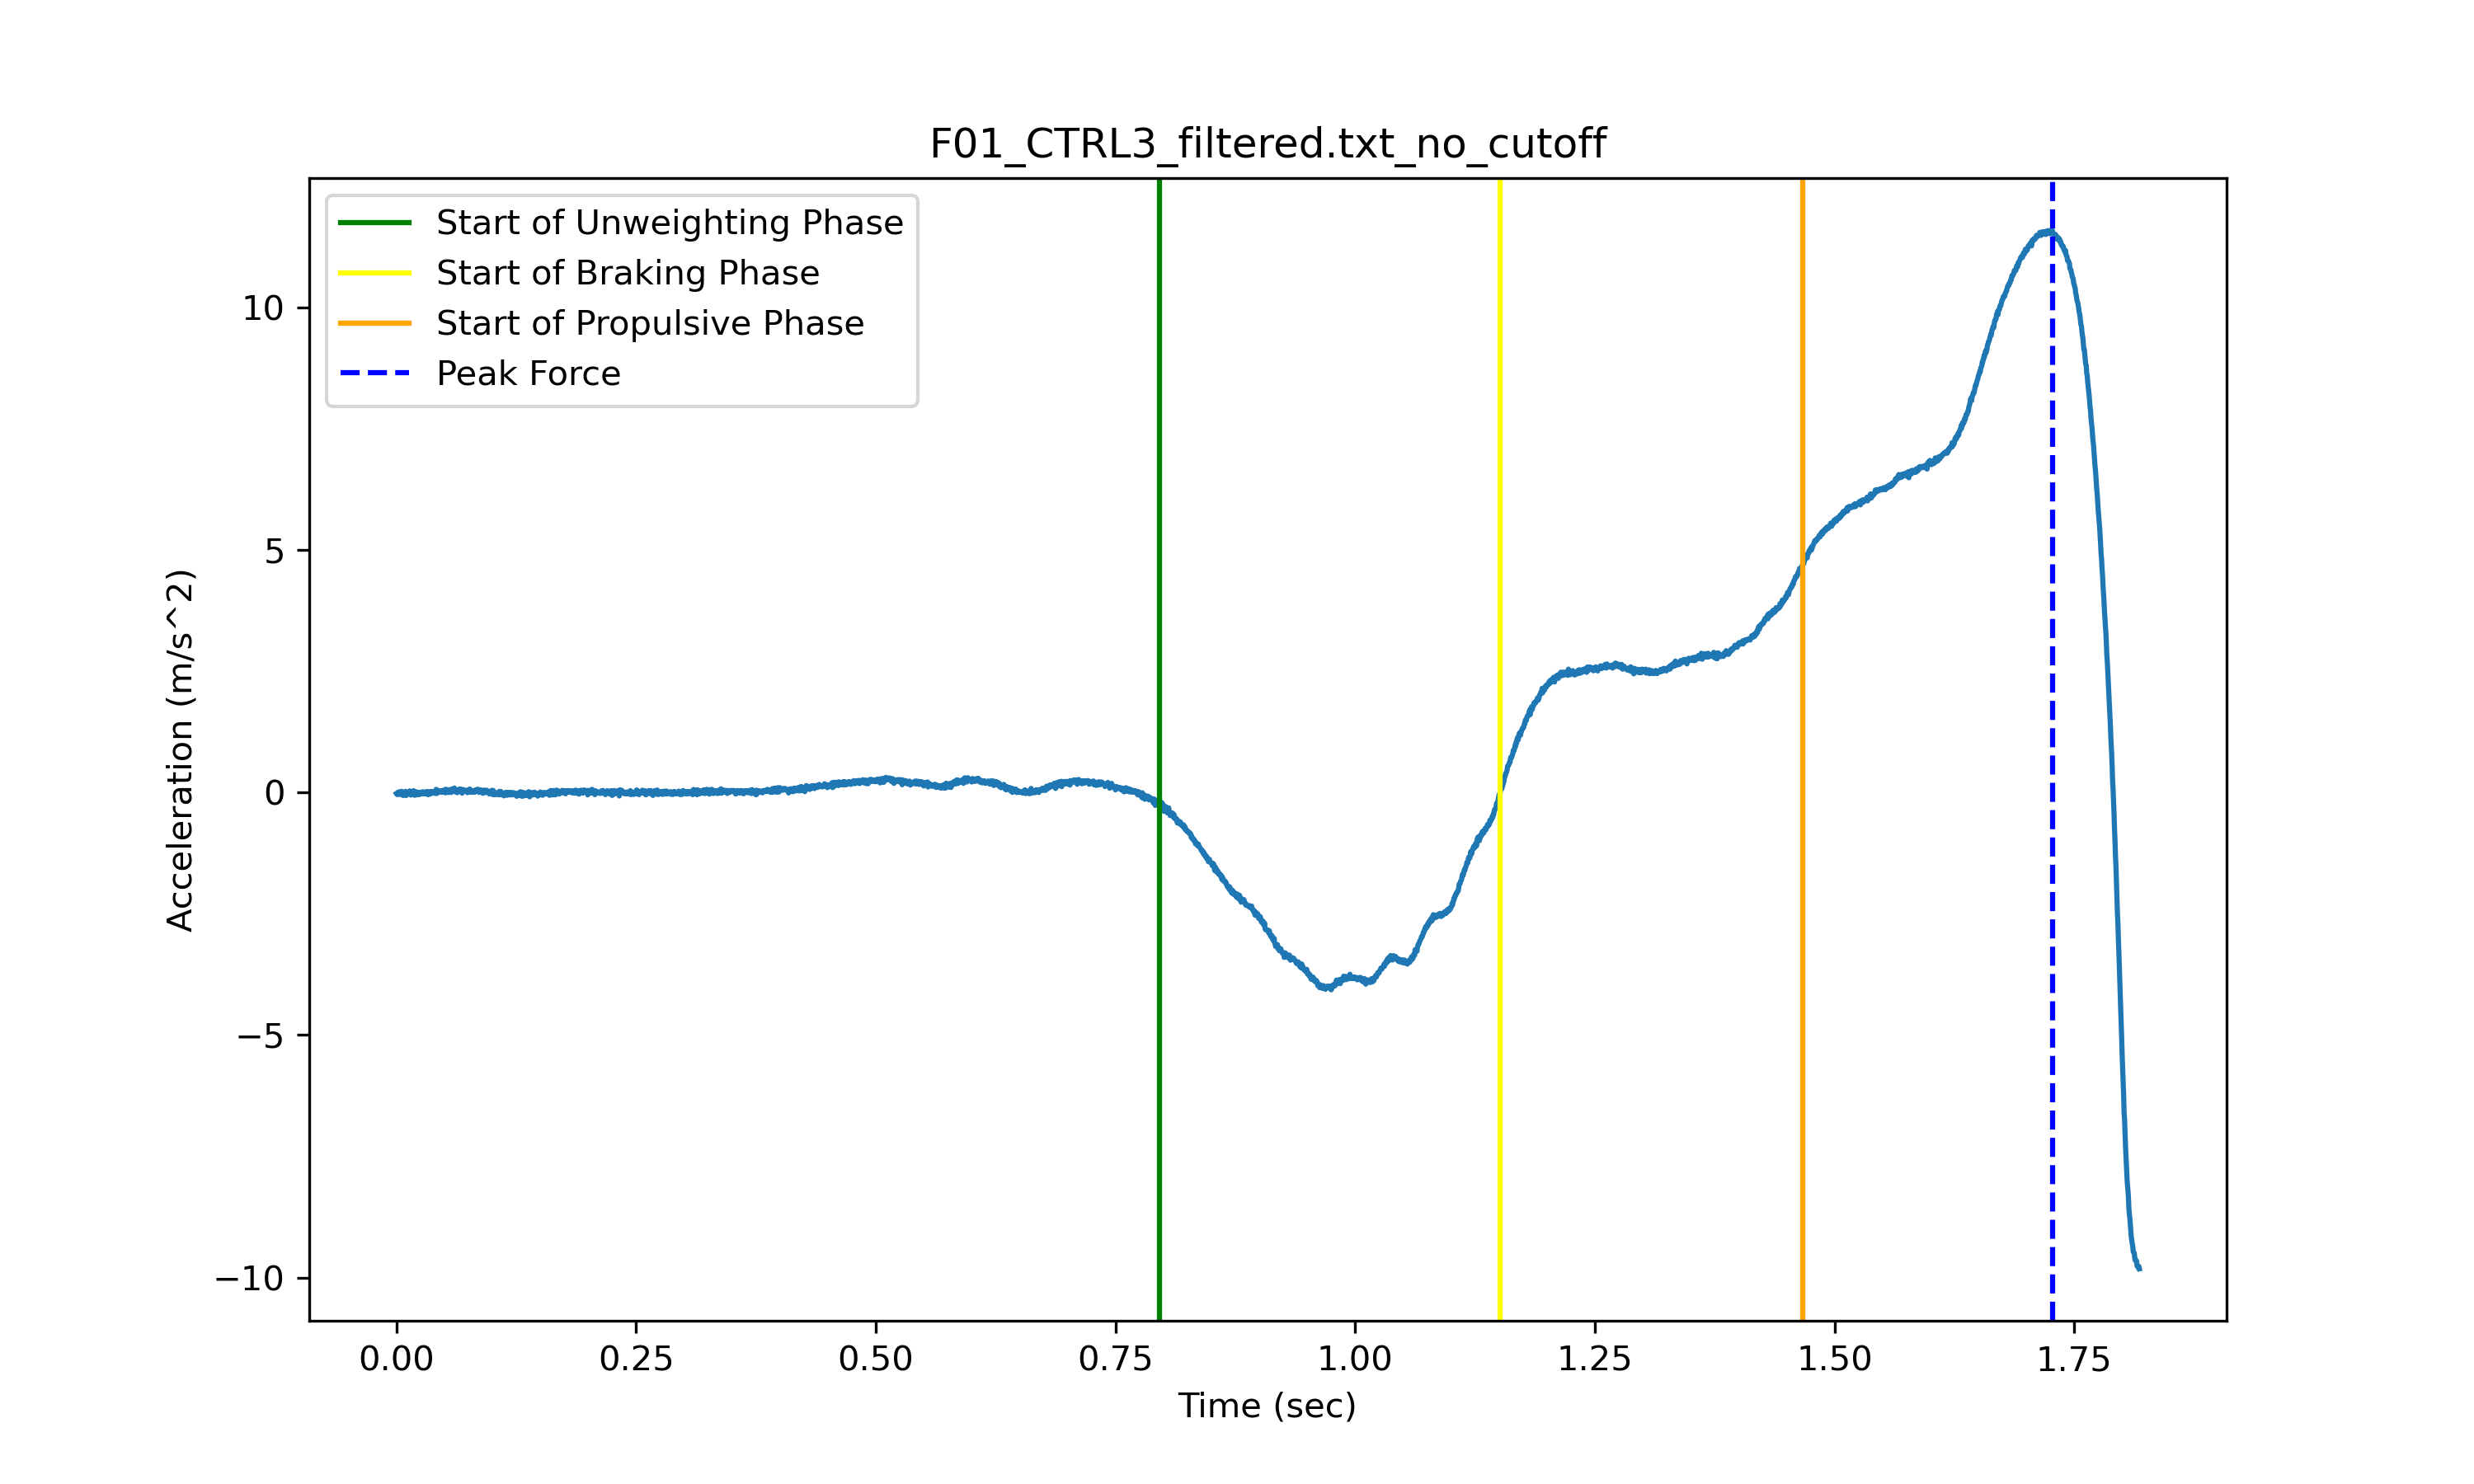 F01_CTRL3_filtered.txt_no_cutoff
Start of Unweighting Phase
Start of Braking Phase
Start of Propulsive Phase
Peak Force
Acceleration (m/s^2)
10
5
0
−5
−10
0.00 0.25 0.50 0.75 1.00 1.25 1.50 1.75
Time (sec)